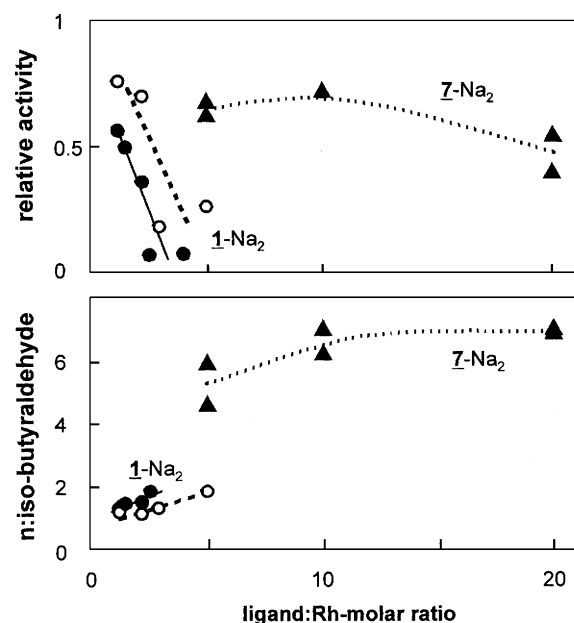 relative activity
1
0.5
0
7-Na₂
1-Na₂
n:iso-butyraldehyde
6
4
2
0
1-Na₂
7-Na₂
0
10
20
ligand:Rh-molar ratio